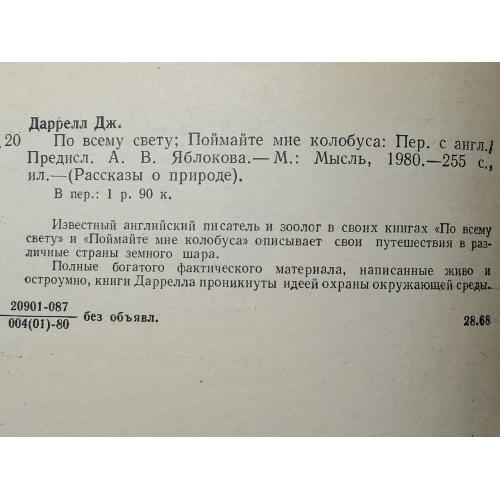 Даррелл Дж.
20 По всему свету; Поймайте мне колобуса: Пер. с англ./
Предисл. А. В. Яблокова.— М.: Мысль, 1980.—255 с.,
ил.—(Рассказы о природе).
В пер.: 1 р. 90 к.
Известный английский писатель и зоолог в своих книгах «По всему
свету» и «Поймайте мне колобуса» описывает свои путешествия в раз-
личные страны земного шара.
Полные богатого фактического материала, написанные живо и
остроумно, книги Даррелла проникнуты идеей охраны окружающей среды.
20901-087
004(01)-80 без объявл. 28.68